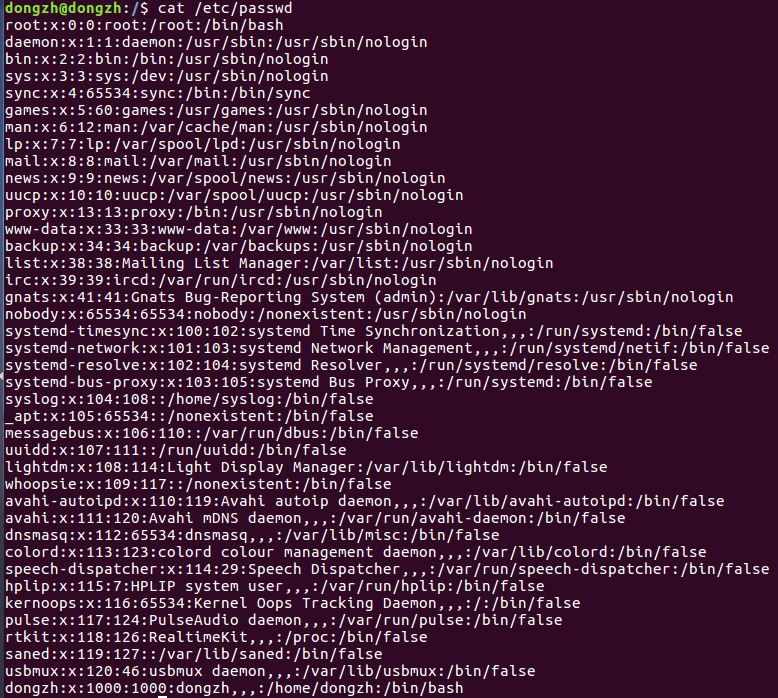 dongzh@dongzh:/$ cat /etc/passwd
root:x:0:0:root:/root:/bin/bash
daemon:x:1:1:daemon:/usr/sbin:/usr/sbin/nologin
bin:x:2:2:bin:/bin:/usr/sbin/nologin
sys:x:3:3:sys:/dev:/usr/sbin/nologin
sync:x:4:65534:sync:/bin:/bin/sync
games:x:5:60:games:/usr/games:/usr/sbin/nologin
man:x:6:12:man:/var/cache/man:/usr/sbin/nologin
lp:x:7:7:lp:/var/spool/lpd:/usr/sbin/nologin
mail:x:8:8:mail:/var/mail:/usr/sbin/nologin
news:x:9:9:news:/var/spool/news:/usr/sbin/nologin
uucp:x:10:10:uucp:/var/spool/uucp:/usr/sbin/nologin
proxy:x:13:13:proxy:/bin:/usr/sbin/nologin
www-data:x:33:33:www-data:/var/www:/usr/sbin/nologin
backup:x:34:34:backup:/var/backups:/usr/sbin/nologin
list:x:38:38:Mailing List Manager:/var/list:/usr/sbin/nologin
irc:x:39:39:ircd:/var/run/ircd:/usr/sbin/nologin
gnats:x:41:41:Gnats Bug-Reporting System (admin):/var/lib/gnats:/usr/sbin/nologin
nobody:x:65534:65534:nobody:/nonexistent:/usr/sbin/nologin
systemd-timesync:x:100:102:systemd Time Synchronization,,,:/run/systemd:/bin/false
systemd-network:x:101:103:systemd Network Management,,,:/run/systemd/netif:/bin/false
systemd-resolve:x:102:104:systemd Resolver,,,:/run/systemd/resolve:/bin/false
systemd-bus-proxy:x:103:105:systemd Bus Proxy,,,:/run/systemd:/bin/false
syslog:x:104:108::/home/syslog:/bin/false
_apt:x:105:65534::/nonexistent:/bin/false
messagebus:x:106:110::/var/run/dbus:/bin/false
uuidd:x:107:111::/run/uuidd:/bin/false
lightdm:x:108:114:Light Display Manager:/var/lib/lightdm:/bin/false
whoopsie:x:109:117::/nonexistent:/bin/false
avahi-autoipd:x:110:119:Avahi autoip daemon,,,:/var/lib/avahi-autoipd:/bin/false
avahi:x:111:120:Avahi mDNS daemon,,,:/var/run/avahi-daemon:/bin/false
dnsmasq:x:112:65534:dnsmasq,,,:/var/lib/misc:/bin/false
colord:x:113:123:colord colour management daemon,,,:/var/lib/colord:/bin/false
speech-dispatcher:x:114:29:Speech Dispatcher,,,:/var/run/speech-dispatcher:/bin/false
hplip:x:115:7:HPLIP system user,,,:/var/run/hplip:/bin/false
kernoops:x:116:65534:Kernel Oops Tracking Daemon,,,:/:/bin/false
pulse:x:117:124:PulseAudio daemon,,,:/var/run/pulse:/bin/false
rtkit:x:118:126:RealtimeKit,,,:/proc:/bin/false
saned:x:119:127::/var/lib/saned:/bin/false
usbmux:x:120:46:usbmux daemon,,,:/var/lib/usbmux:/bin/false
dongzh:x:1000:1000:dongzh,,,:/home/dongzh:/bin/bash